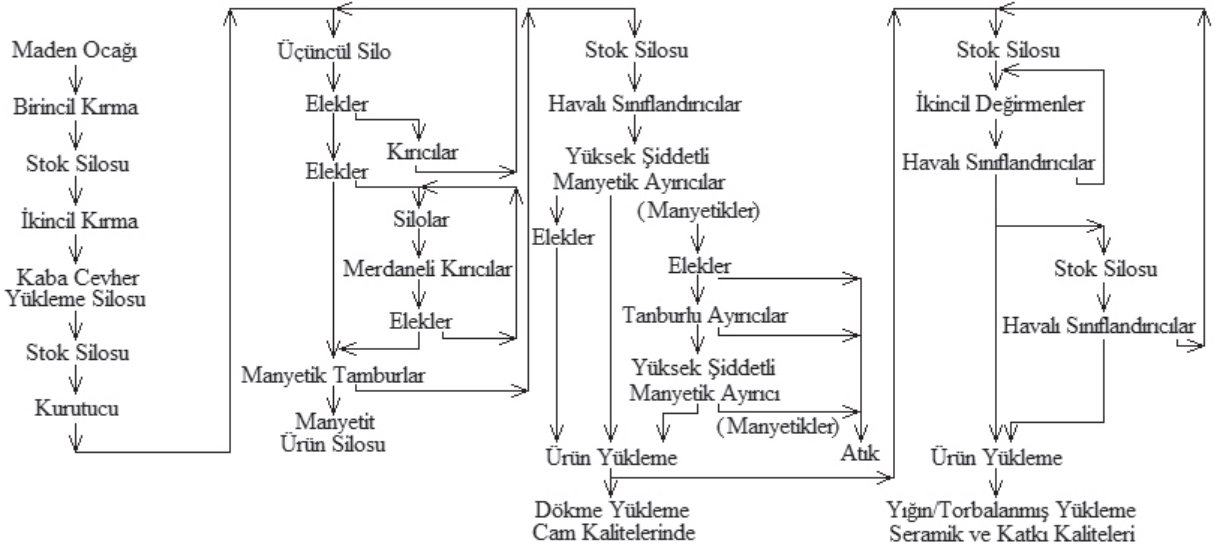 Maden Ocağı
Birincil Kırma
Stok Silosu
İkincil Kırma
Kaba Cevher
Yükleme Silosu
Stok Silosu
Kurutucu
Üçüncül Silo
Elekler
Kırıcılar
Elekler
Silolar
Merdaneli Kırıcılar
Elekler
Manyetik Tamburlar
Manyetit
Ürün Silosu
Stok Silosu
Havalı Sınıflandırıcılar
Yüksek Şiddetli
Manyetik Ayırıcılar
(Manyetikler)
Elekler
Elekler
Tanburlu Ayırıcılar
Yüksek Şiddetli
Manyetik Ayırıcı
(Manyetikler)
Ürün Yükleme
Atık
Dökme Yükleme
Cam Kalitelerinde
Stok Silosu
İkincil Değirmenler
Havalı Sınıflandırıcılar
Stok Silosu
Havalı Sınıflandırıcılar
Ürün Yükleme
Yığın/Torbalanmış Yükleme
Seramik ve Katkı Kaliteleri